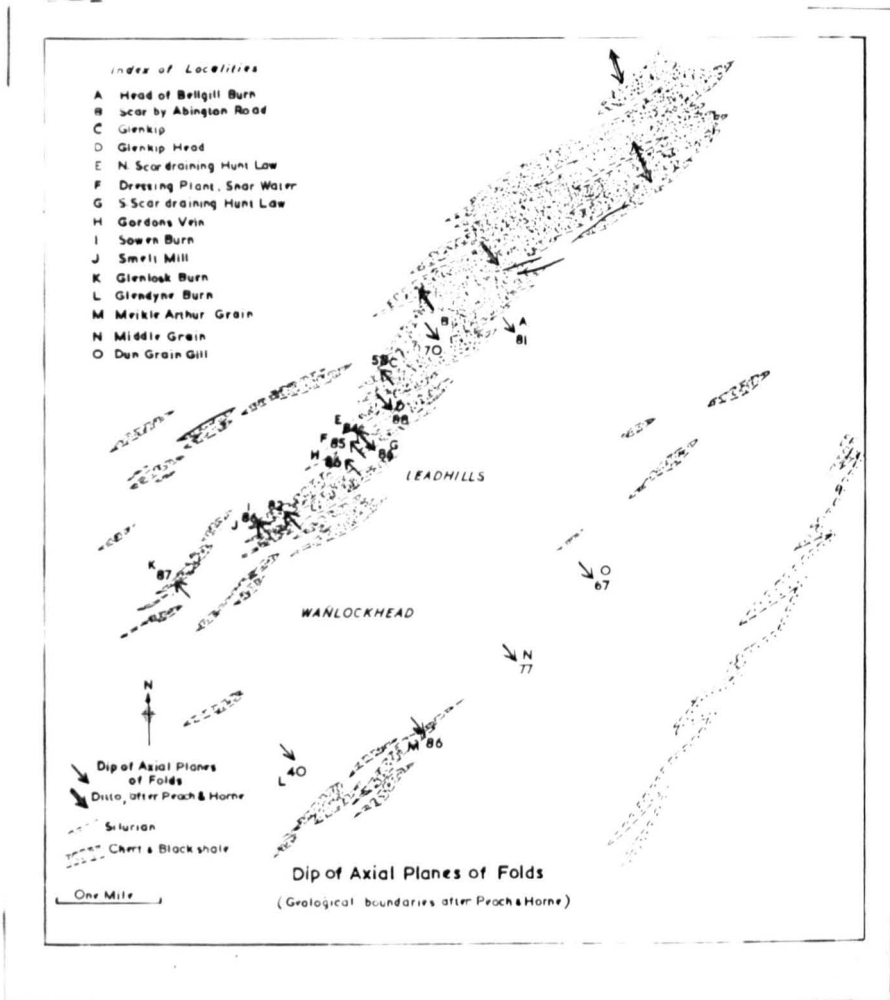 Index of Localities
A Head of Bellgill Burn
B Scar by Abington Road
C Glenkip
D Glenkip Head
E N. Scar draining Hunt Law
F Dressing Plant, Snar Water
G S. Scar draining Hunt Law
H Gordons Vein
I Sowen Burn
J Smelt Mill
K Glenlosk Burn
L Glendyne Burn
M Meikle Arthur Grain
N Middle Grain
O Dun Grain Gill
B
70
A
81
58 C
D
88
E
84
F 85
G
86
H
LEADHILLS
I 82
J 86
K
87
O
67
WANLOCKHEAD
N
77
M 86
L 40
N
Dip of Axial Planes
of Folds
Ditto, after Peach & Horne
Silurian
Chert & Black shale
One Mile
Dip of Axial Planes of Folds
(Geological boundaries after Peach & Horne)